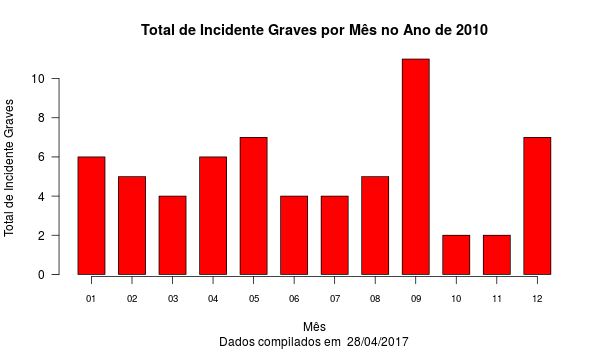 Total de Incidente Graves por Mês no Ano de 2010
Total de Incidente Graves
10
8
6
4
2
0
01 02 03 04 05 06 07 08 09 10 11 12
Mês
Dados compilados em 28/04/2017